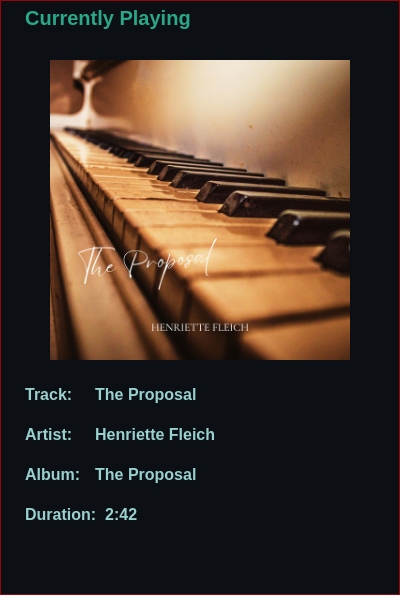 Currently Playing
The Proposal
HENRIETTE FLEICH
Track: The Proposal
Artist: Henriette Fleich
Album: The Proposal
Duration: 2:42